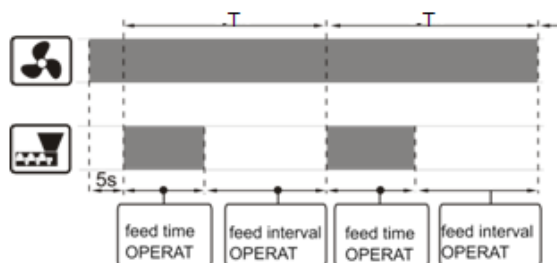 -T
-T
5s
feed time
OPERAT
feed interval
OPERAT
feed time
OPERAT
feed interval
OPERAT